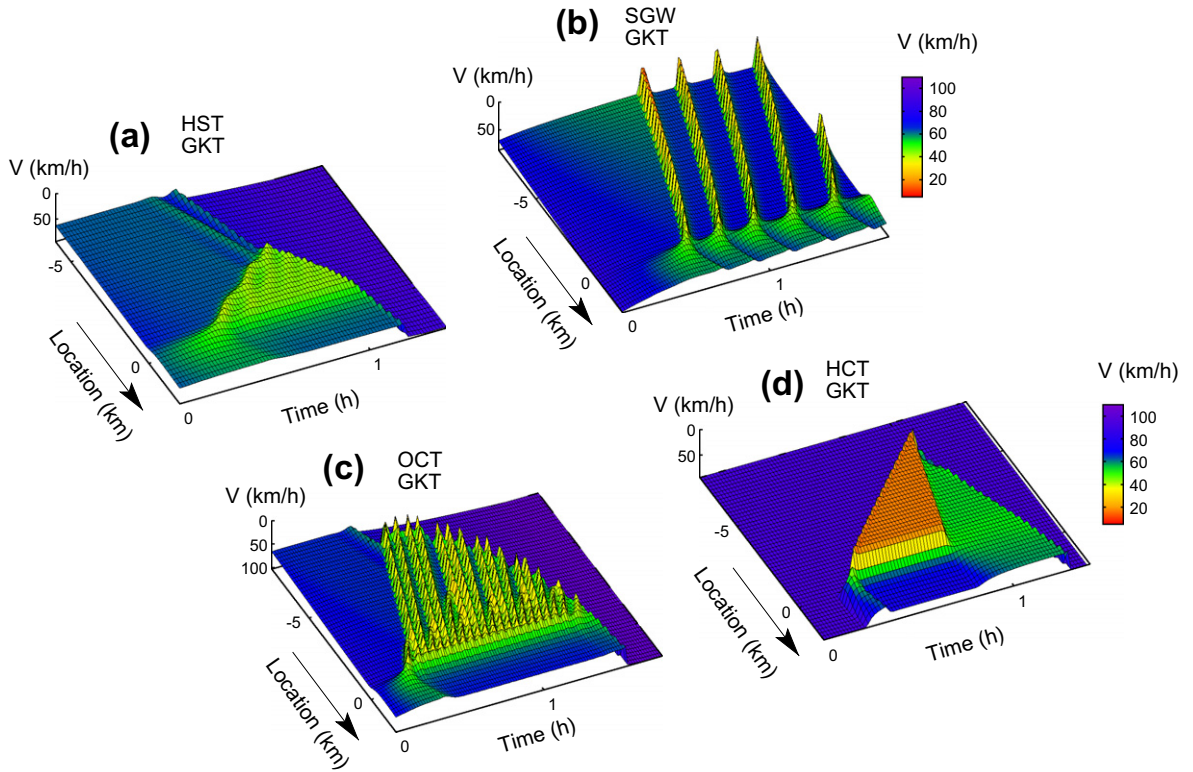 (a)
HST
GKT
V (km/h)
0
50
-5
0
Location (km)
0
1
Time (h)
(b)
SGW
GKT
V (km/h)
0
50
-5
0
Location (km)
0
1
Time (h)
V (km/h)
100
80
60
40
20
(c)
OCT
GKT
V (km/h)
0
50
100
-5
0
Location (km)
0
1
Time (h)
(d)
HCT
GKT
V (km/h)
0
50
-5
0
Location (km)
0
1
Time (h)
V (km/h)
100
80
60
40
20